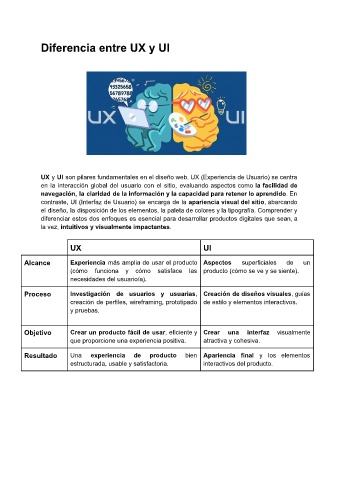 Diferencia entre UX y UI
UX
UI
UX y UI son pilares fundamentales en el diseño web. UX (Experiencia de Usuario) se centra
en la interacción global del usuario con el sitio, evaluando aspectos como la facilidad de
navegación, la claridad de la información y la capacidad para retener lo aprendido. En
contraste, UI (Interfaz de Usuario) se encarga de la apariencia visual del sitio, abarcando
el diseño, la disposición de los elementos, la paleta de colores y la tipografía. Comprender y
diferenciar estos dos enfoques es esencial para desarrollar productos digitales que sean, a
la vez, intuitivos y visualmente impactantes.
UX
UI
Alcance
Experiencia más amplia de usar el producto
(cómo funciona y cómo satisface las
necesidades del usuario/a).
Aspectos superficiales de un
producto (cómo se ve y se siente).
Proceso
Investigación de usuarios y usuarias,
creación de perfiles, wireframing, prototipado
y pruebas.
Creación de diseños visuales, guías
de estilo y elementos interactivos.
Objetivo
Crear un producto fácil de usar, eficiente y
que proporcione una experiencia positiva.
Crear una interfaz visualmente
atractiva y cohesiva.
Resultado
Una experiencia de producto bien
estructurada, usable y satisfactoria.
Apariencia final y los elementos
interactivos del producto.